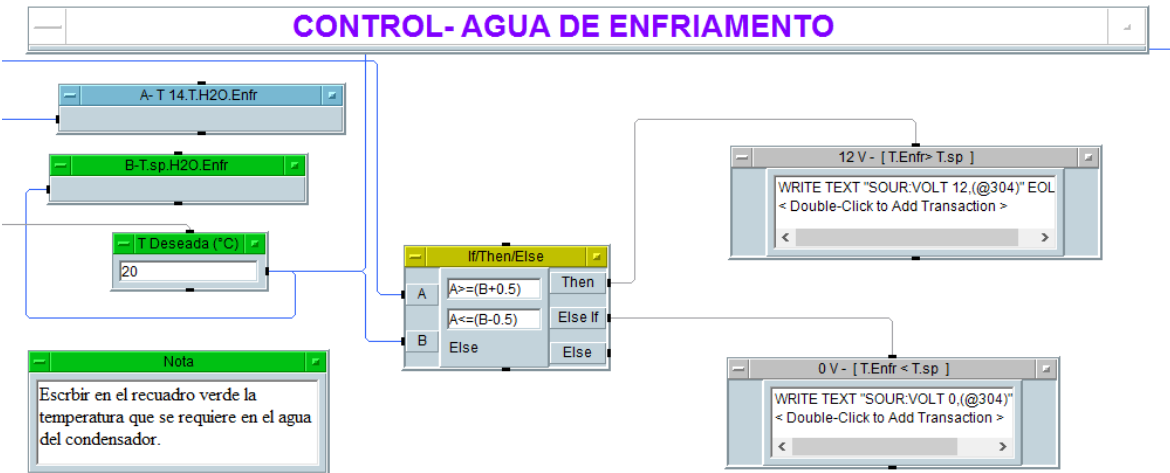 CONTROL- AGUA DE ENFRIAMENTO
A- T 14.T.H2O.Enfr
B-T.sp.H2O.Enfr
T Deseada (°C)
20
Nota
Escrbir en el recuadro verde la
temperatura que se requiere en el agua
del condensador.
If/Then/Else
A
A>=(B+0.5)
Then
A<=(B-0.5)
Else If
B
Else
Else
12 V - [ T.Enfr> T.sp ]
WRITE TEXT "SOUR:VOLT 12,(@304)" EOL
< Double-Click to Add Transaction >
0 V - [ T.Enfr < T.sp ]
WRITE TEXT "SOUR:VOLT 0,(@304)"
< Double-Click to Add Transaction >